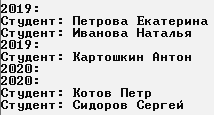 2019:
Студент: Петрова Екатерина
Студент: Иванова Наталья
2019:
Студент: Картошкин Антон
2020:
2020:
Студент: Котов Петр
Студент: Сидоров Сергей